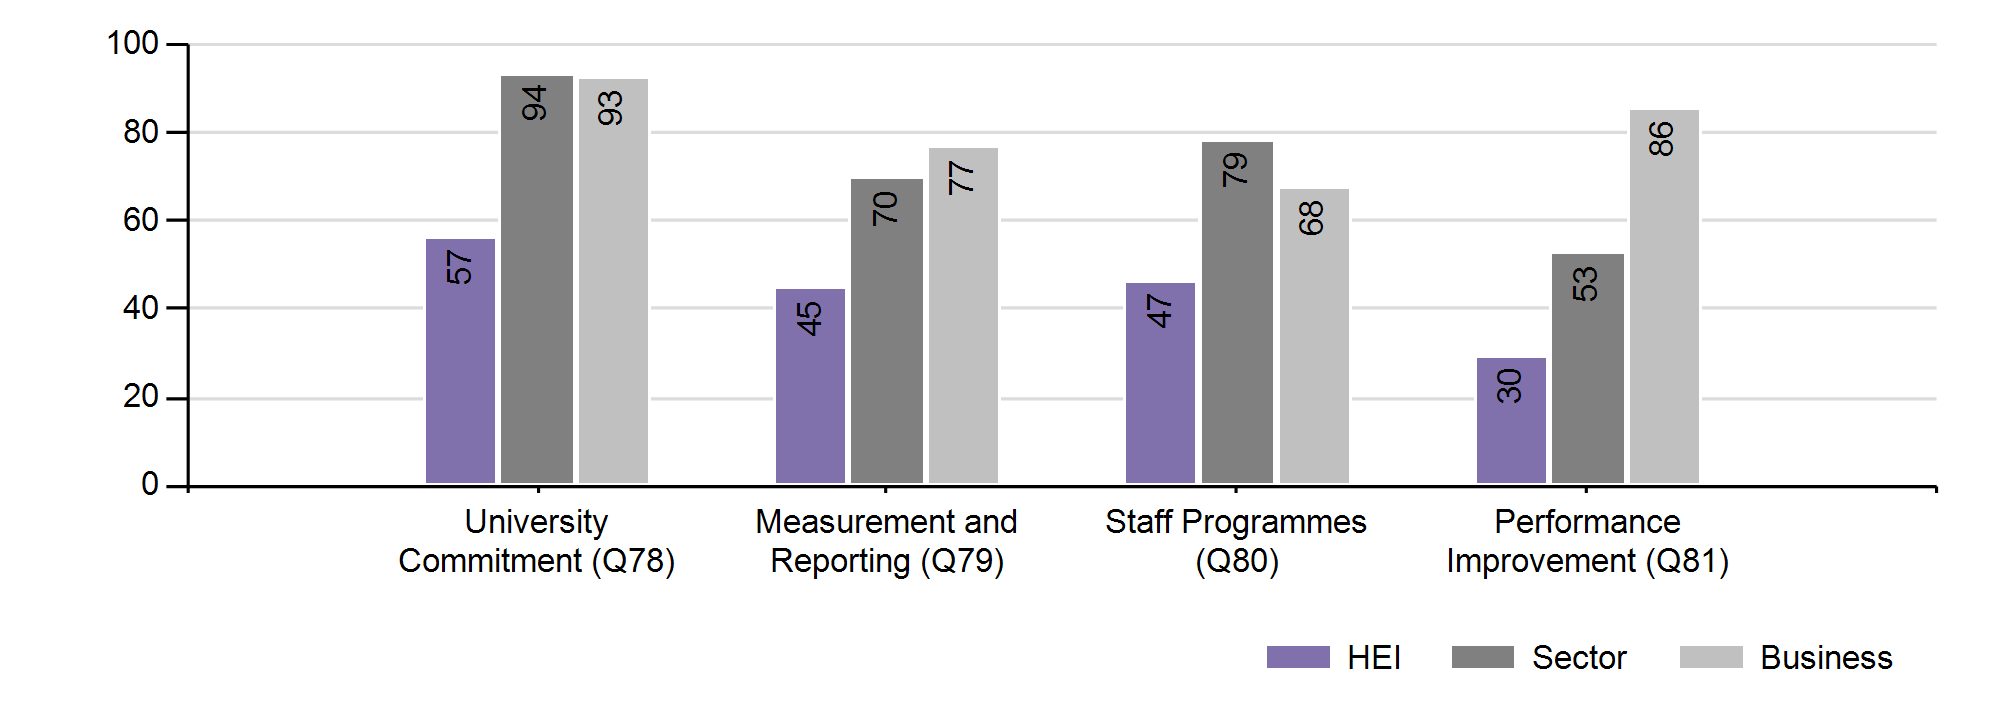 100
80
60
40
20
0
57
94
93
45
70
77
47
79
68
30
53
86
University
Commitment (Q78)
Measurement and
Reporting (Q79)
Staff Programmes
(Q80)
Performance
Improvement (Q81)
HEI
Sector
Business